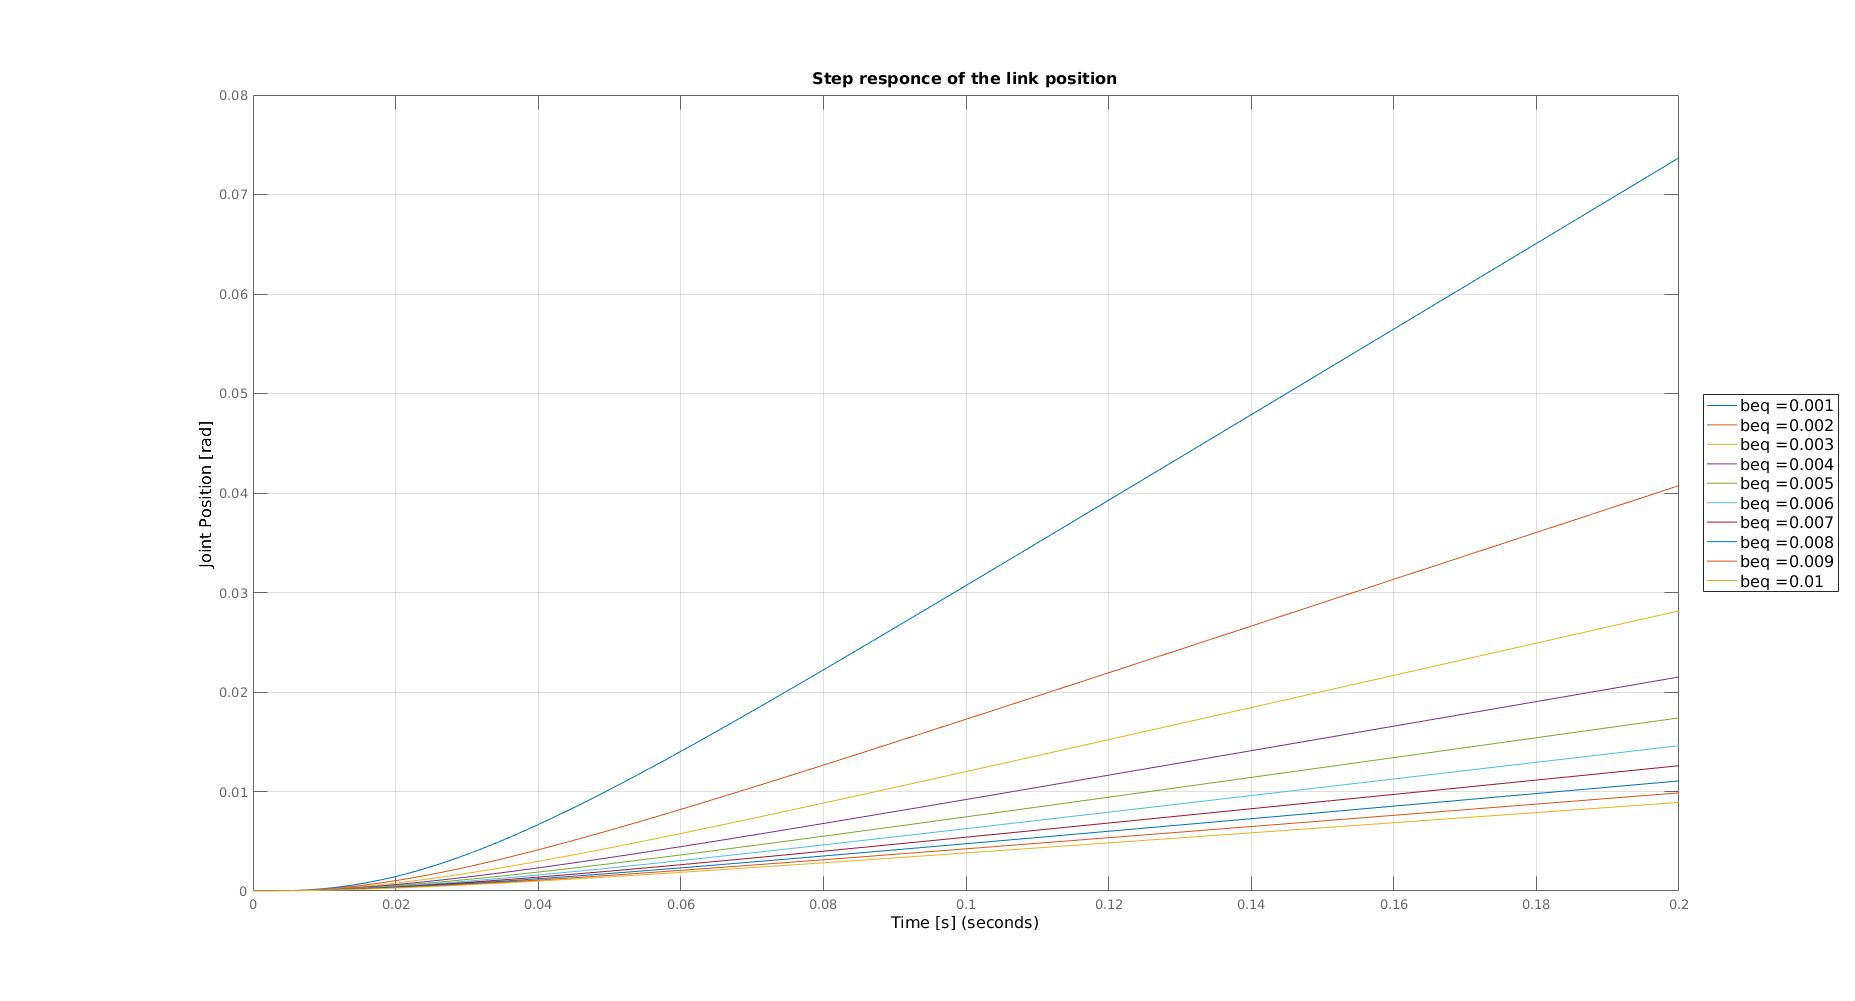 Step responce of the link position
0.08
0.07
0.06
0.05
0.04
0.03
0.02
0.01
0
Joint Position [rad]
0 0.02 0.04 0.06 0.08 0.1 0.12 0.14 0.16 0.18 0.2
Time [s] (seconds)
beq =0.001
beq =0.002
beq =0.003
beq =0.004
beq =0.005
beq =0.006
beq =0.007
beq =0.008
beq =0.009
beq =0.01